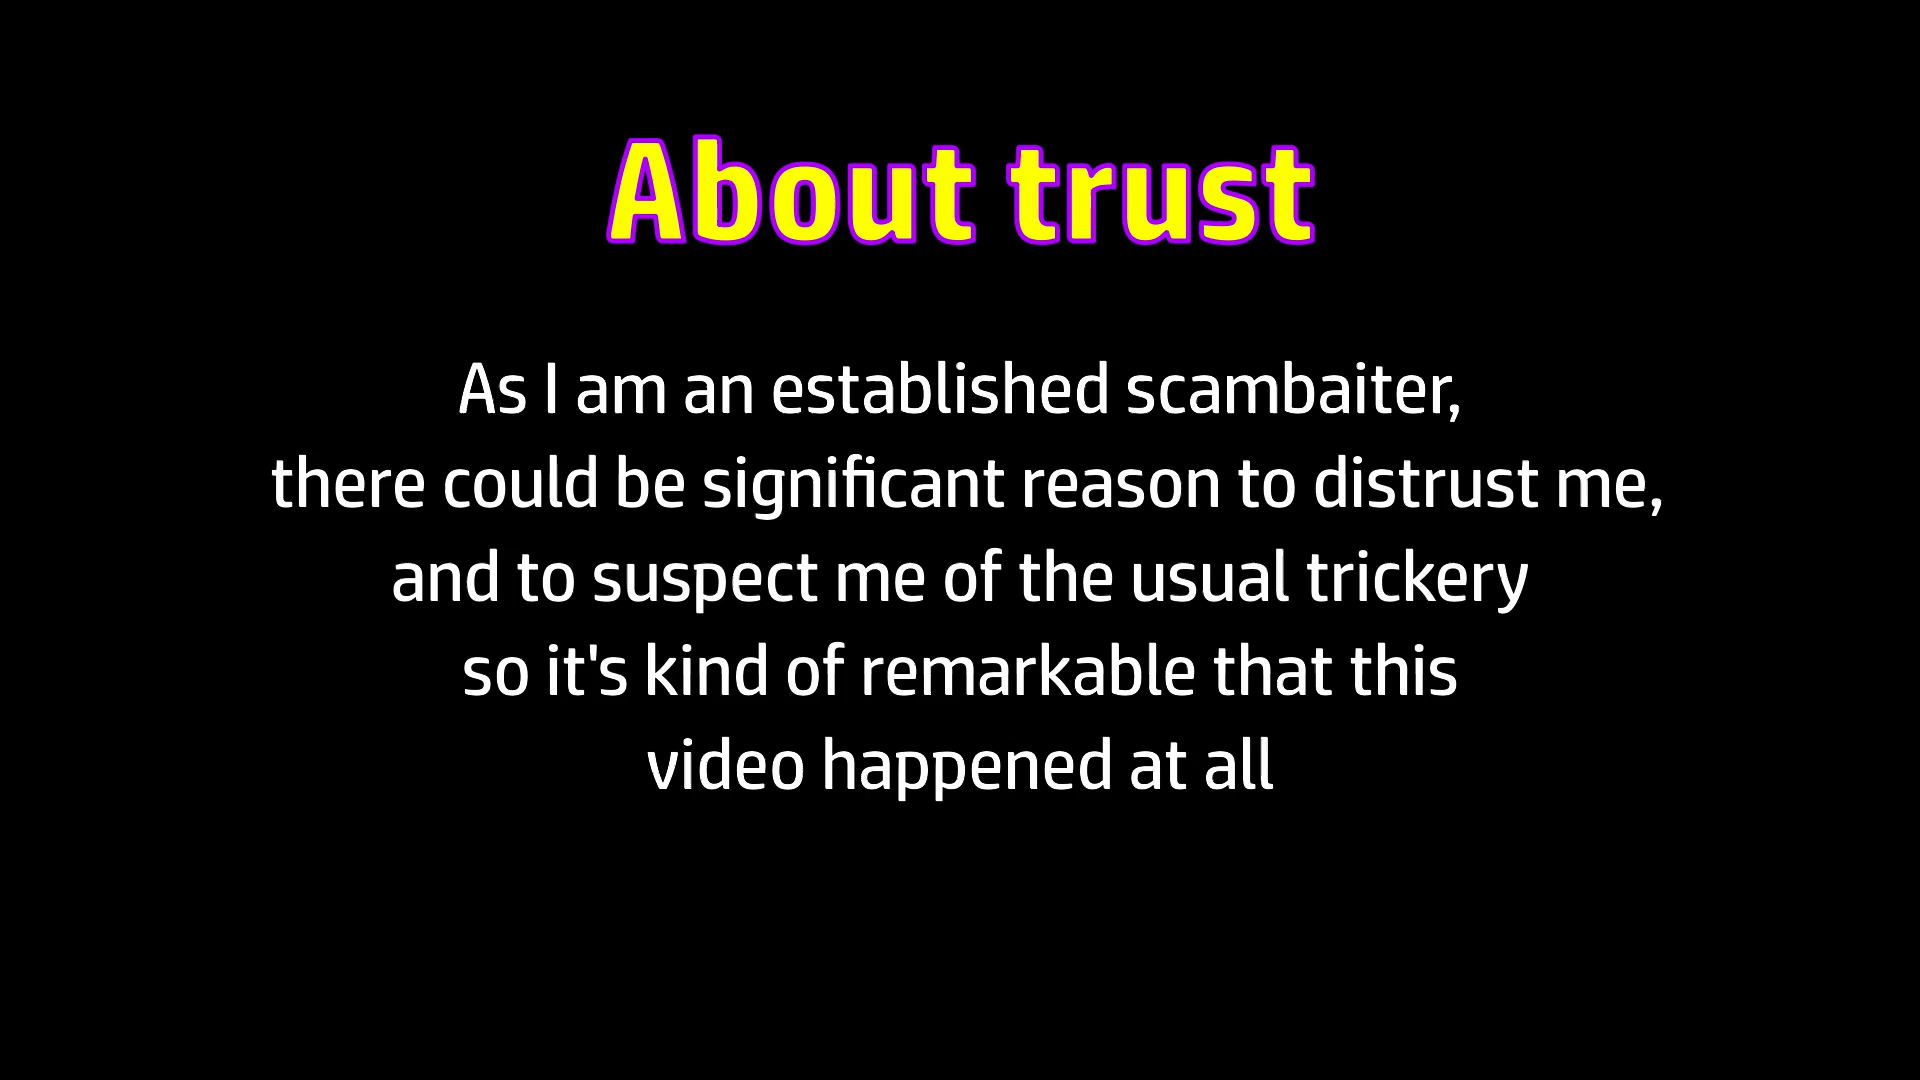 About trust
As I am an established scambaiter,
there could be significant reason to distrust me,
and to suspect me of the usual trickery
so it's kind of remarkable that this
video happened at all